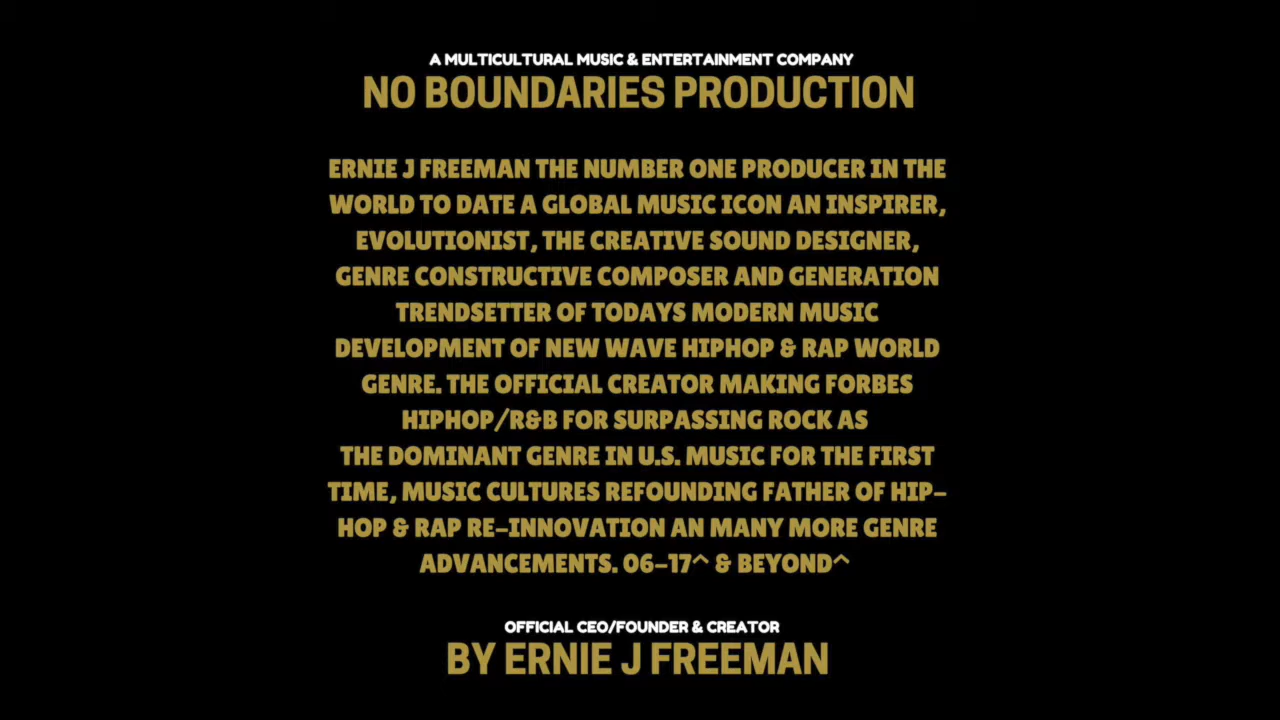 A MULTICULTURAL MUSIC & ENTERTAINMENT COMPANY
NO BOUNDARIES PRODUCTION
ERNIE J FREEMAN THE NUMBER ONE PRODUCER IN THE
WORLD TO DATE A GLOBAL MUSIC ICON AN INSPIRER,
EVOLUTIONIST, THE CREATIVE SOUND DESIGNER,
GENRE CONSTRUCTIVE COMPOSER AND GENERATION
TRENDSETTER OF TODAYS MODERN MUSIC
DEVELOPMENT OF NEW WAVE HIPHOP & RAP WORLD
GENRE. THE OFFICIAL CREATOR MAKING FORBES
HIPHOP/R&B FOR SURPASSING ROCK AS
THE DOMINANT GENRE IN U.S. MUSIC FOR THE FIRST
TIME, MUSIC CULTURES REFOUNDING FATHER OF HIP-
HOP & RAP RE-INNOVATION AN MANY MORE GENRE
ADVANCEMENTS. 06-17^ & BEYOND^
OFFICIAL CEO/FOUNDER & CREATOR
BY ERNIE J FREEMAN